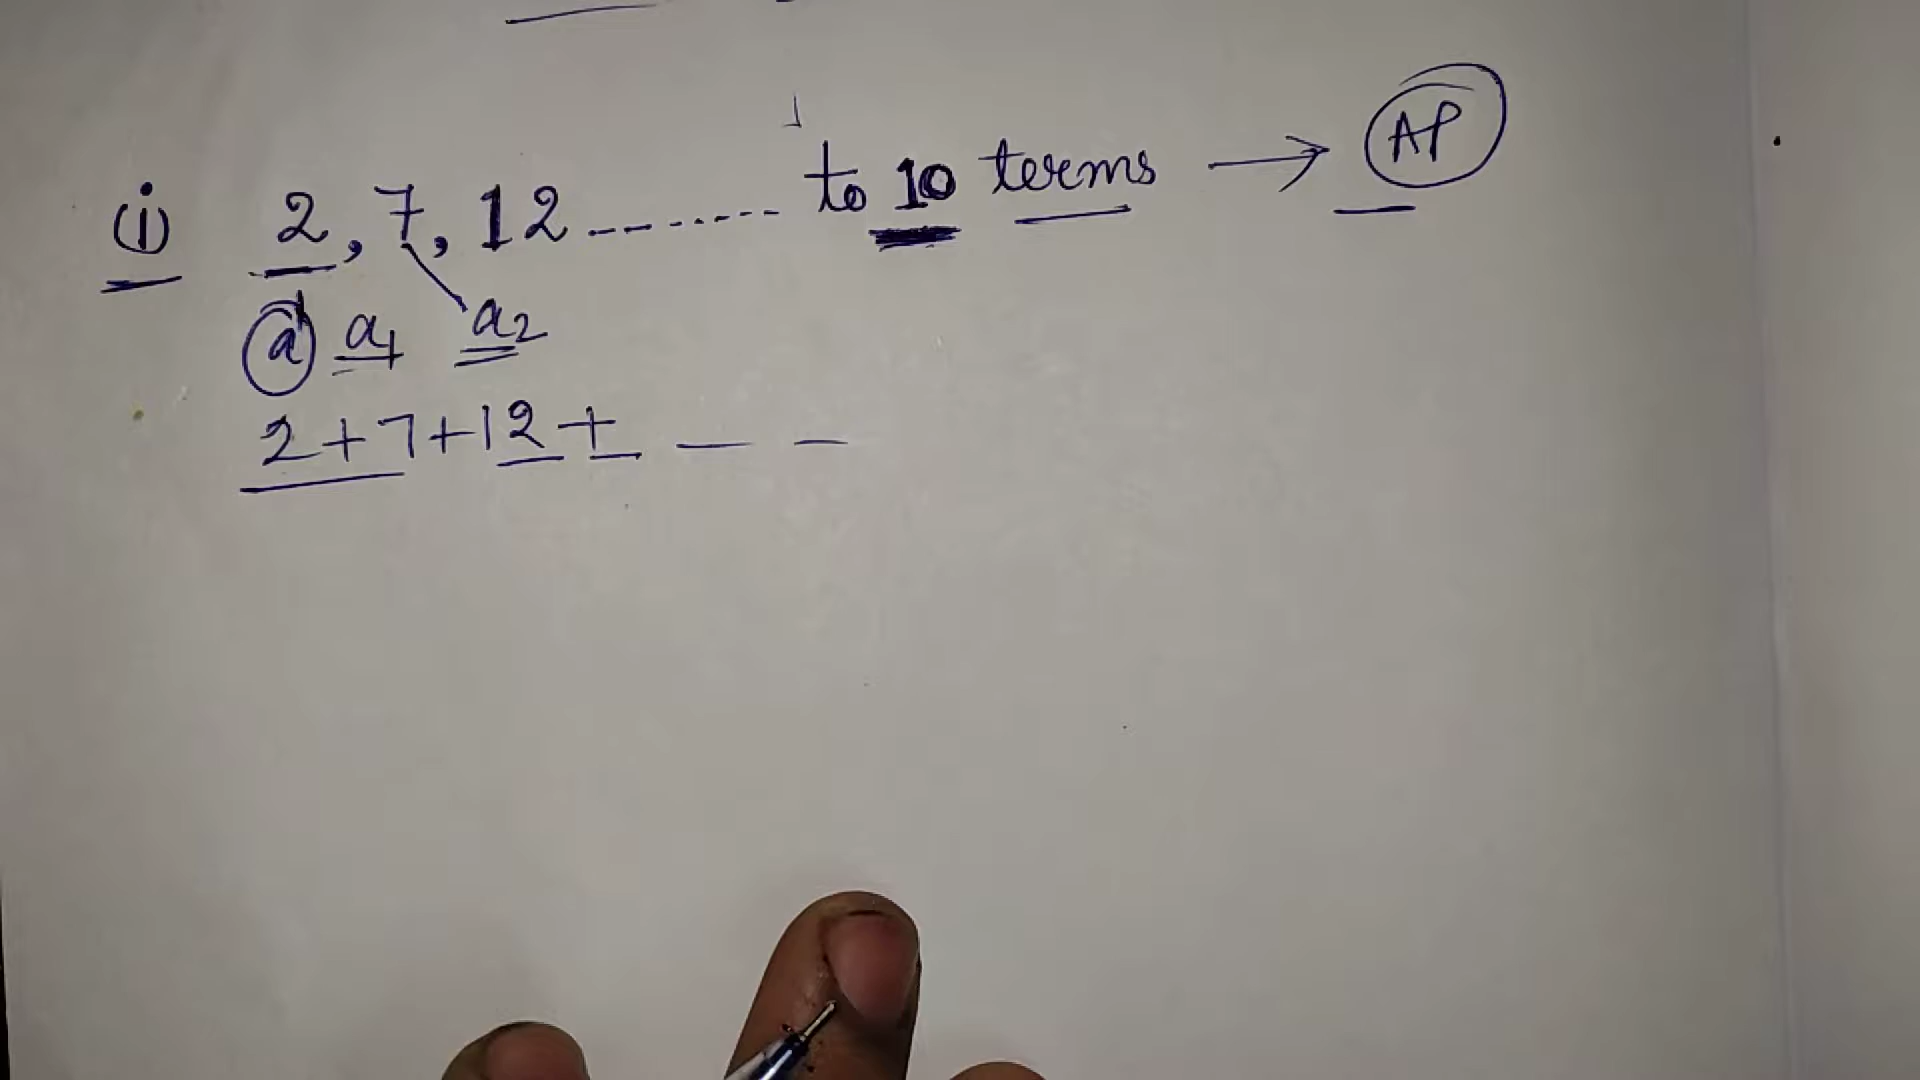 (i) 2, 7, 12 -------- to 10 terms → AP
a a1 a2
2 + 7 + 12 + _ _ _